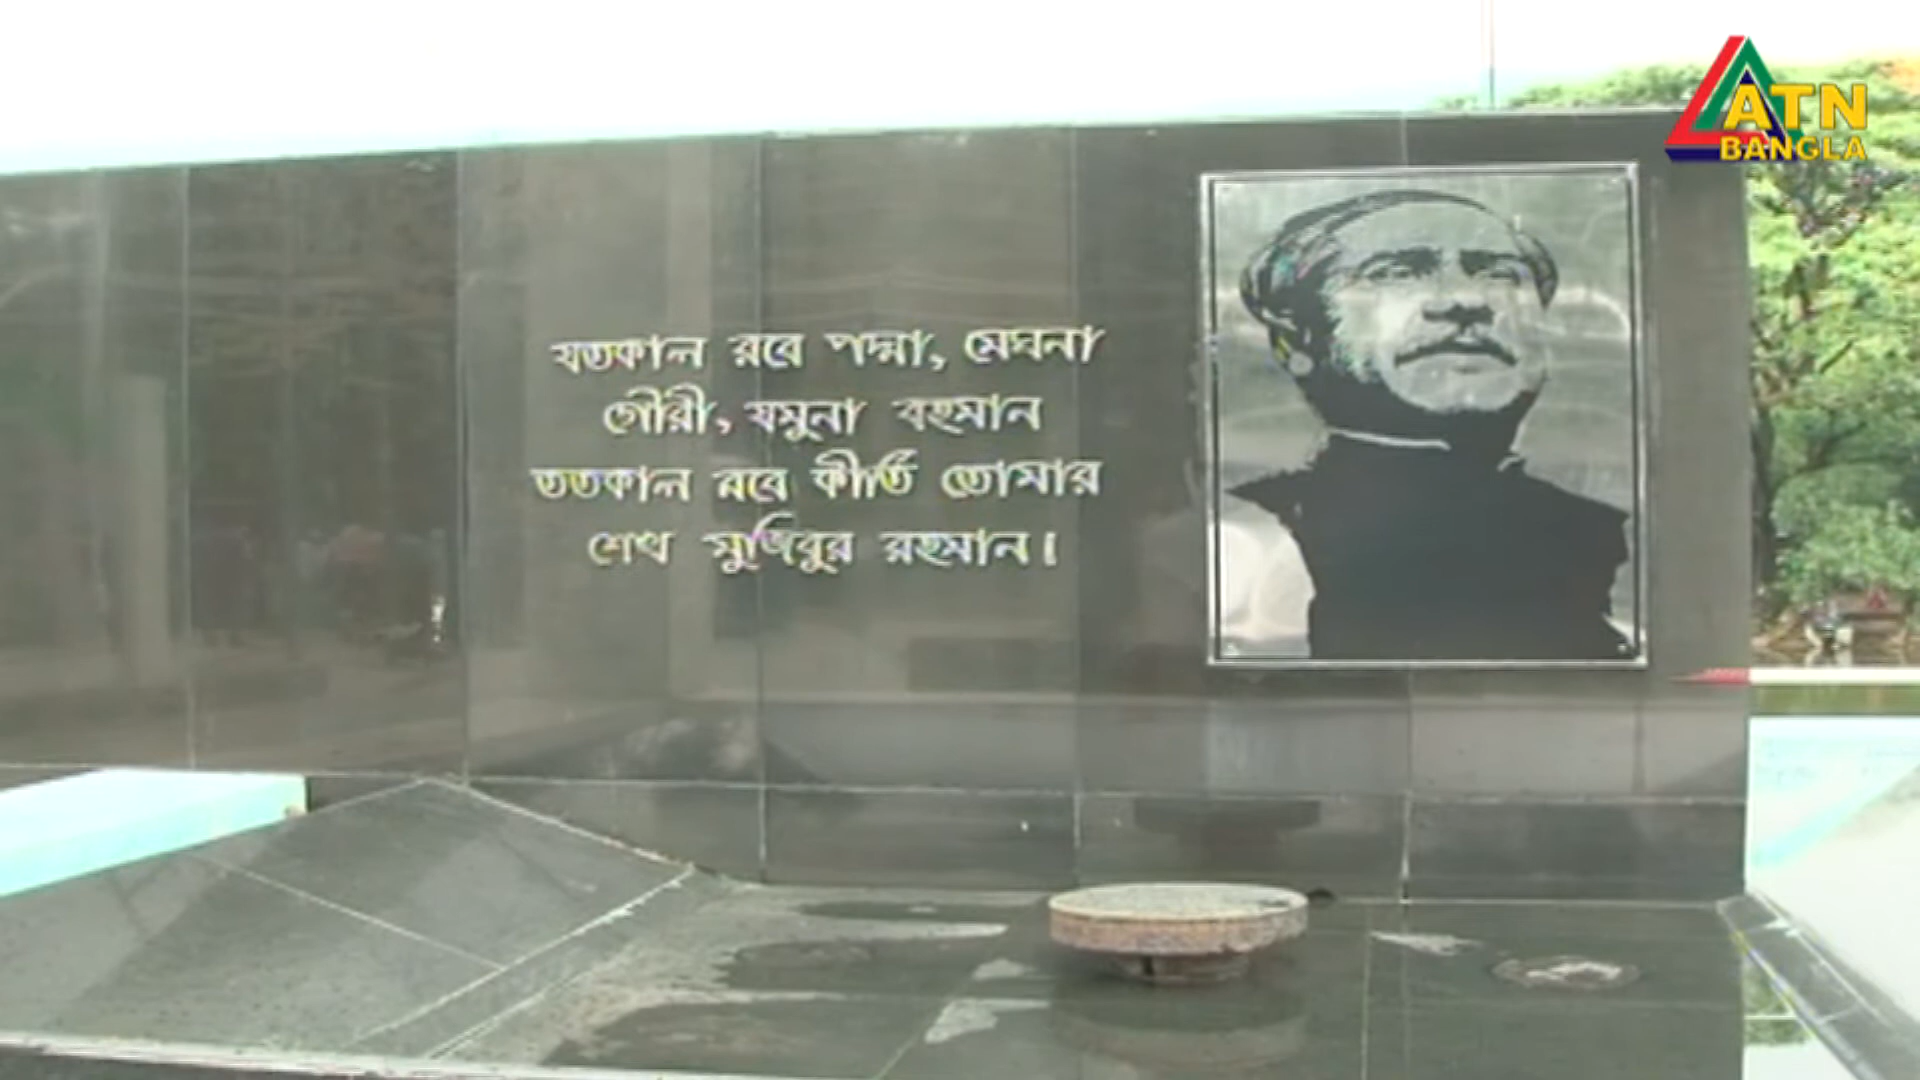 ATN
BANGLA
যতকাল রবে পদ্মা, মেঘনা
গৌরী, যমুনা বহমান
ততকাল রবে কীর্তি তোমার
শেখ মুজিবুর রহমান।